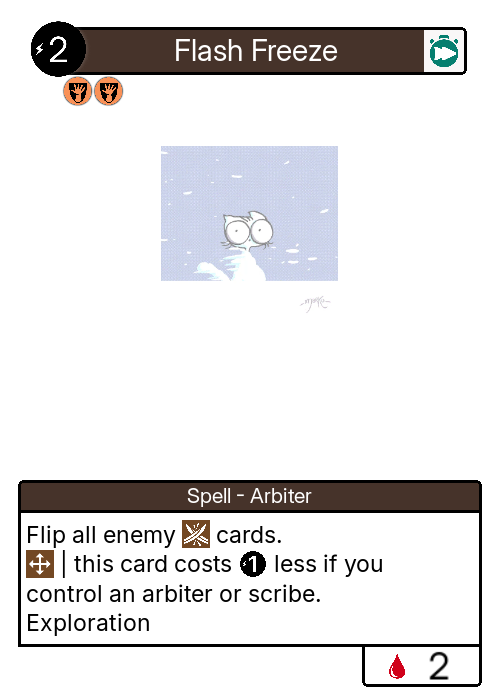 2
Flash Freeze
Spell - Arbiter
Flip all enemy cards.
| this card costs 1 less if you
control an arbiter or scribe.
Exploration
2